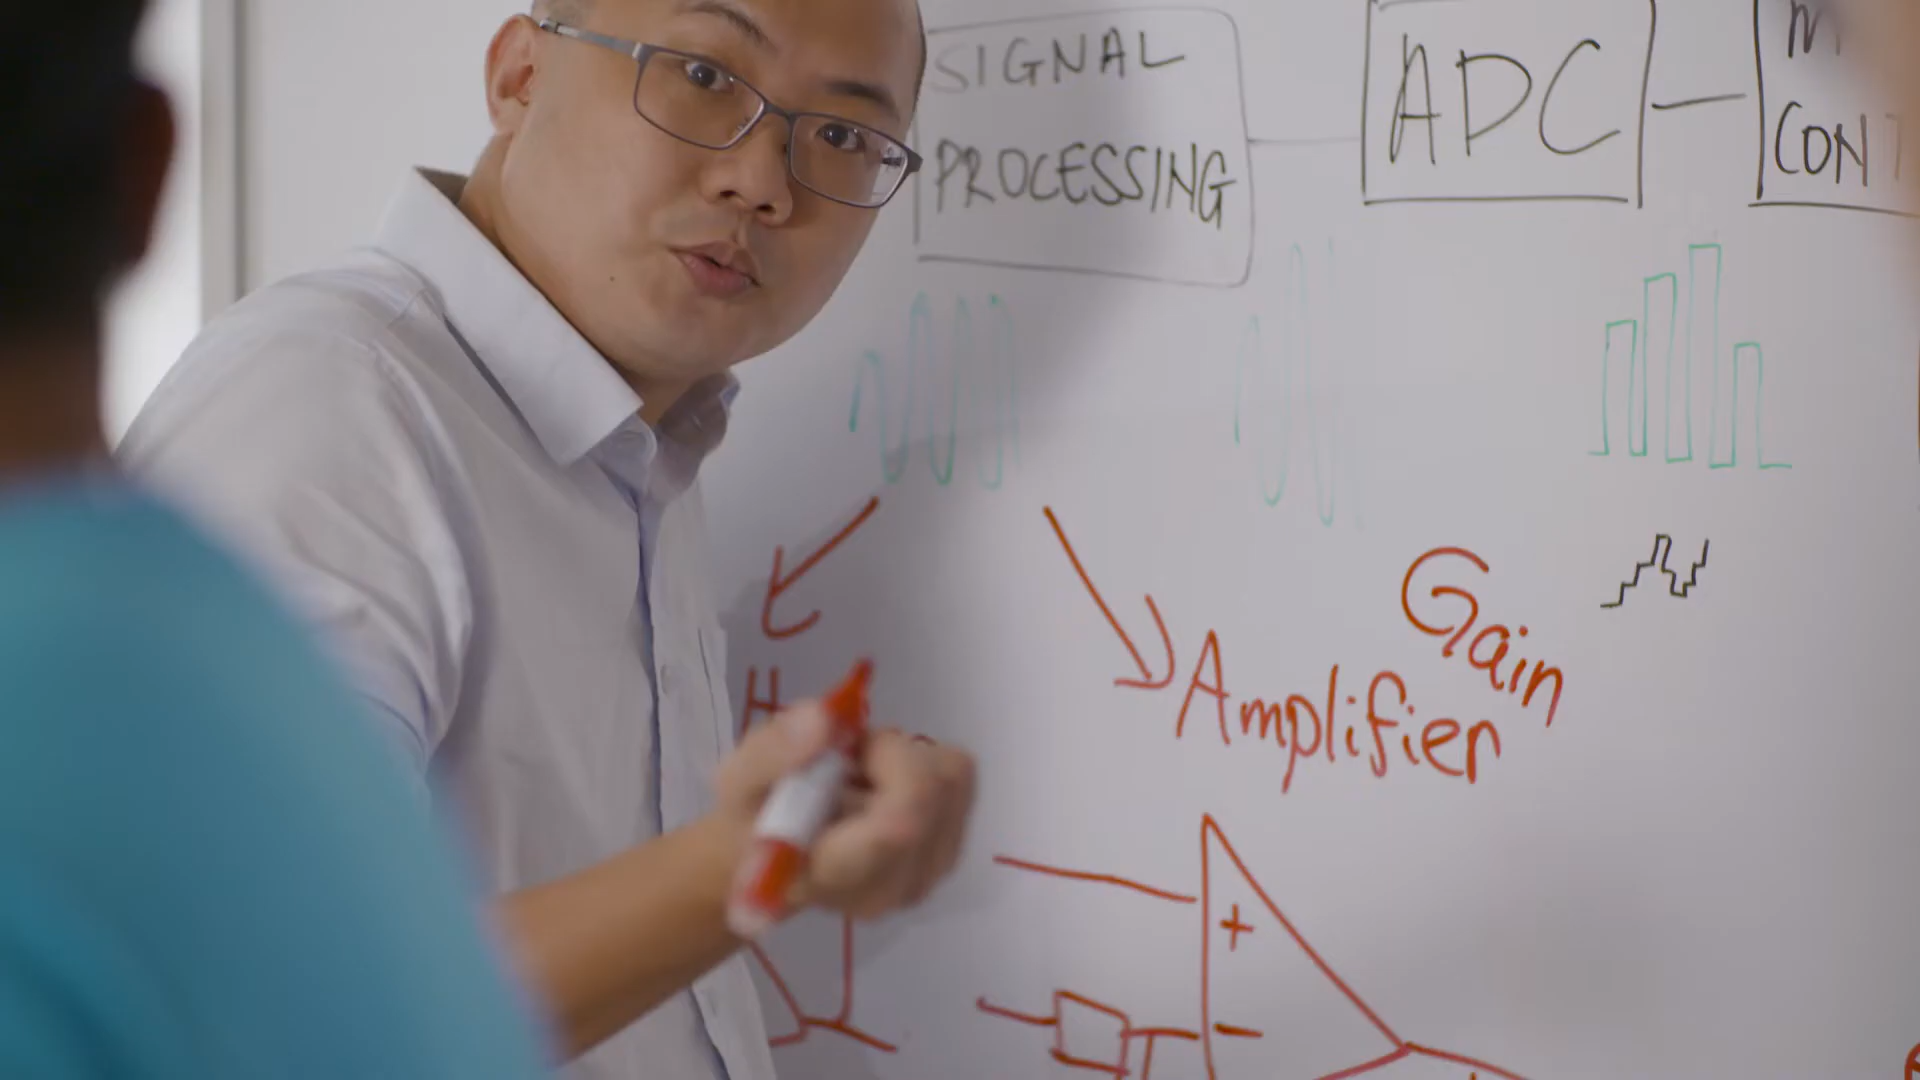 SIGNAL
PROCESSING
ADC
CON
Gain
Amplifier
+
−